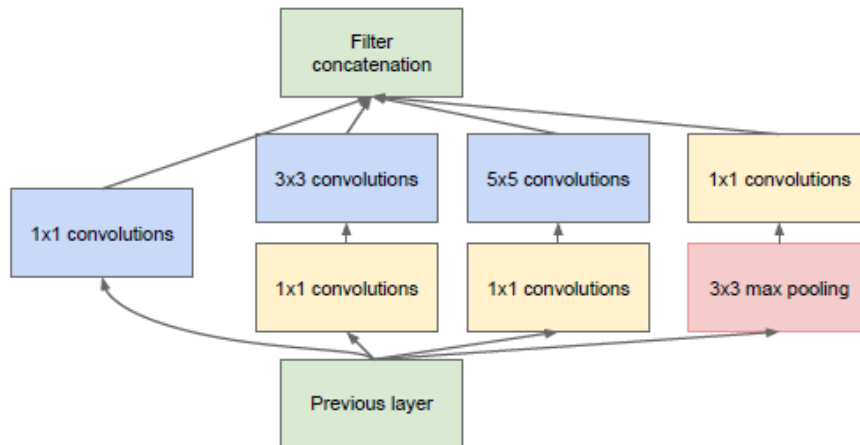 Filter
concatenation
3x3 convolutions
5x5 convolutions
1x1 convolutions
1x1 convolutions
1x1 convolutions
1x1 convolutions
3x3 max pooling
Previous layer